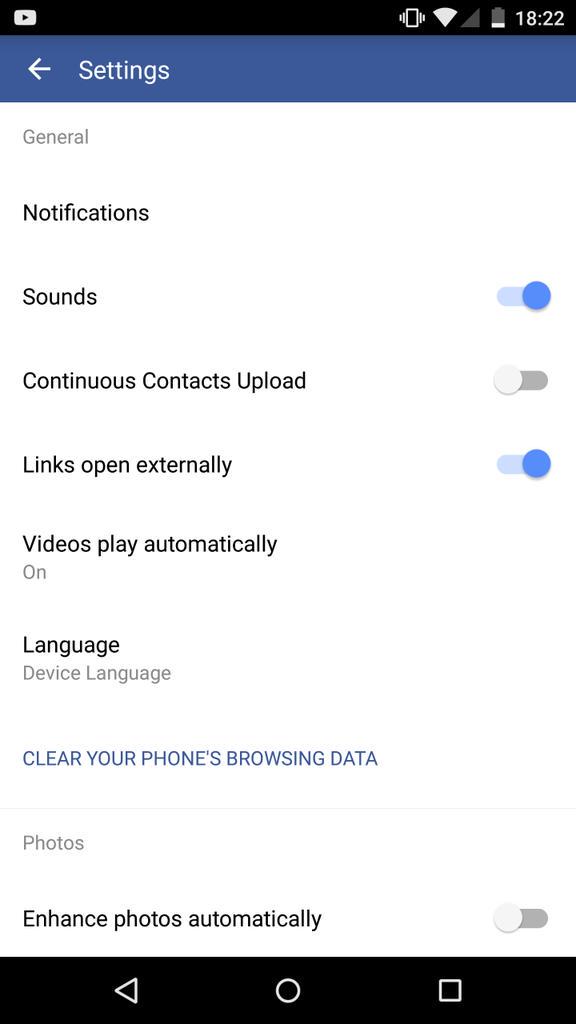 18:22
Settings
General
Notifications
Sounds
Continuous Contacts Upload
Links open externally
Videos play automatically
On
Language
Device Language
CLEAR YOUR PHONE'S BROWSING DATA
Photos
Enhance photos automatically